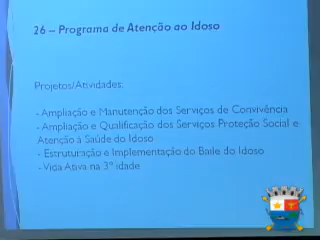 26 – Programa de Atenção ao Idoso
Projetos/Atividades:
- Ampliação e Manutenção dos Serviços de Convivência
- Ampliação e Qualificação dos Serviços Proteção Social e
Atenção à Saúde do Idoso
- Estruturação e Implementação do Baile do Idoso
- Vida Ativa na 3ª idade